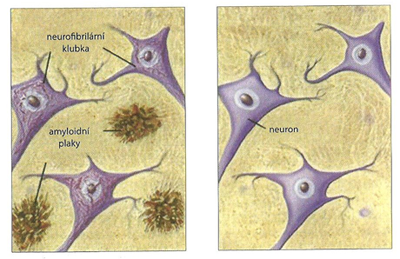 neurofibrilární
klubka
amyloidní
plaky
neuron